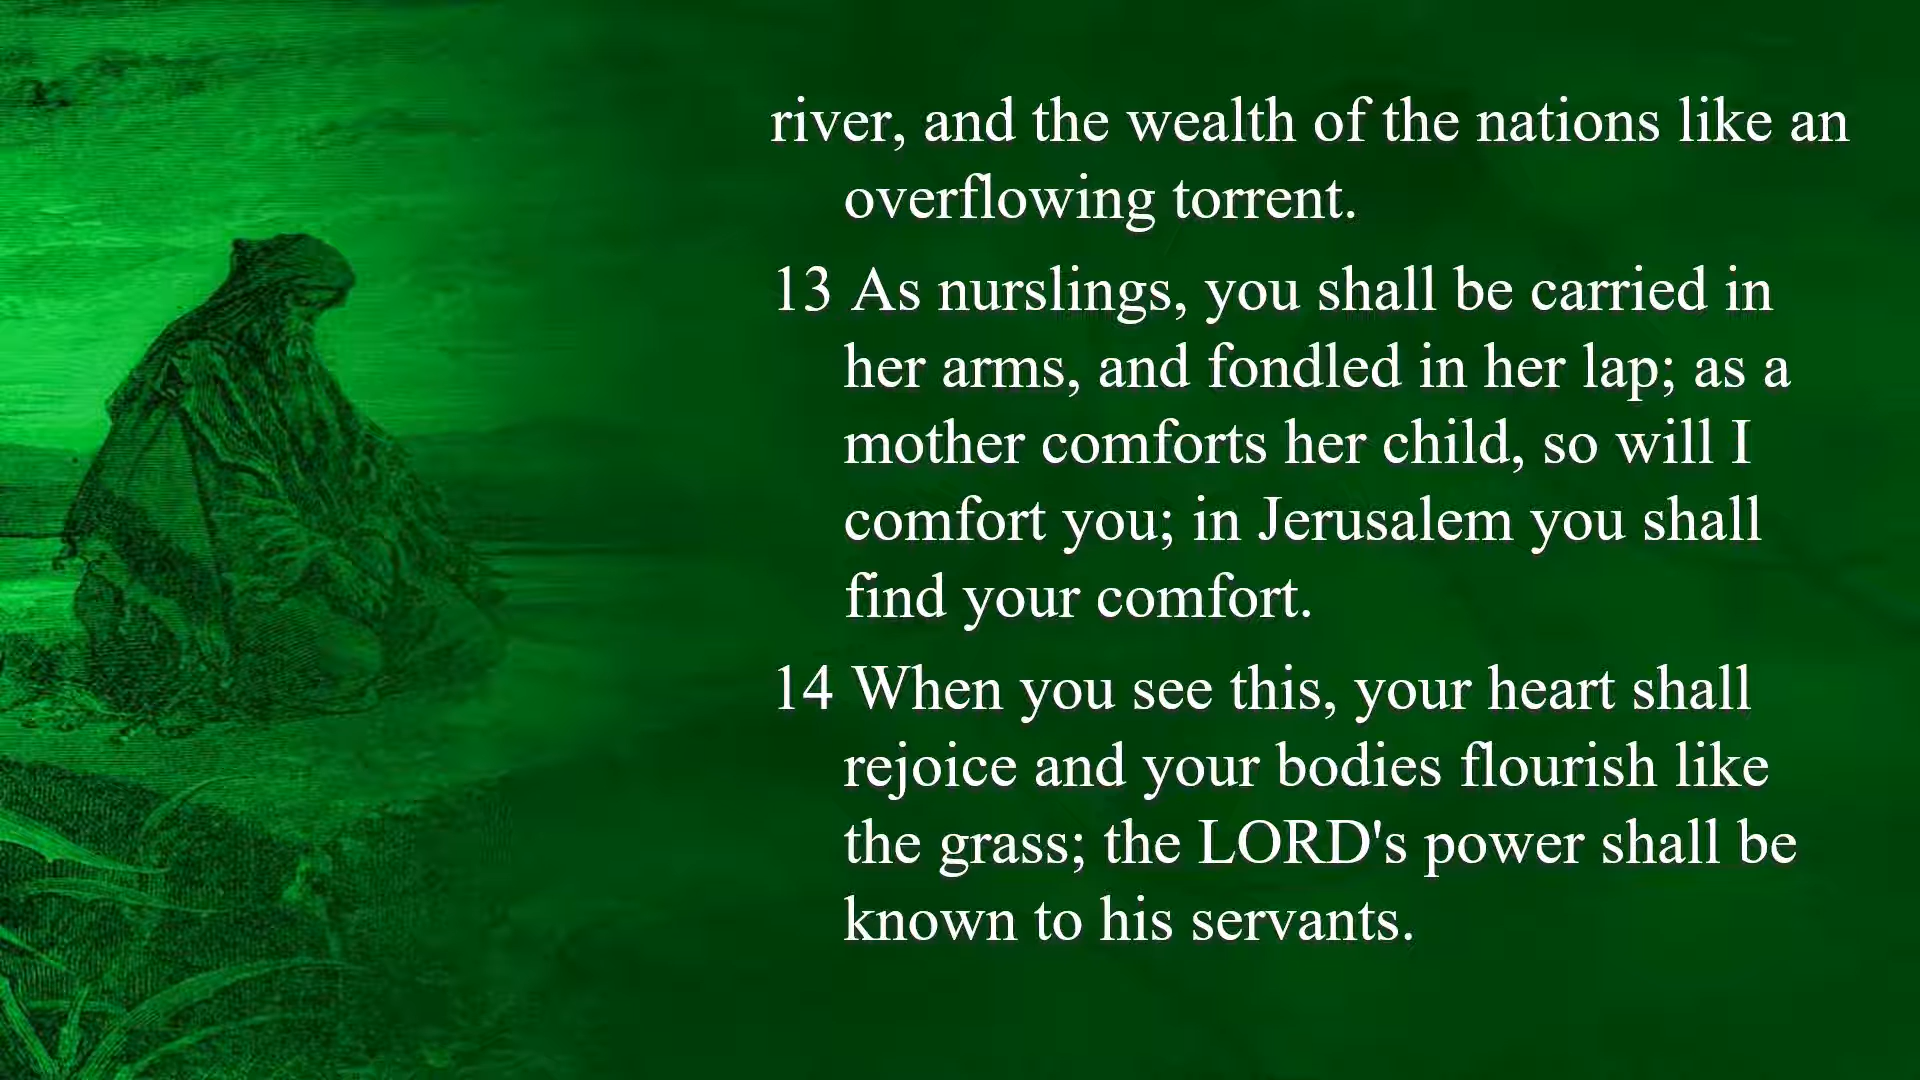 river, and the wealth of the nations like an
overflowing torrent.
13 As nurslings, you shall be carried in
her arms, and fondled in her lap; as a
mother comforts her child, so will I
comfort you; in Jerusalem you shall
find your comfort.
14 When you see this, your heart shall
rejoice and your bodies flourish like
the grass; the LORD's power shall be
known to his servants.